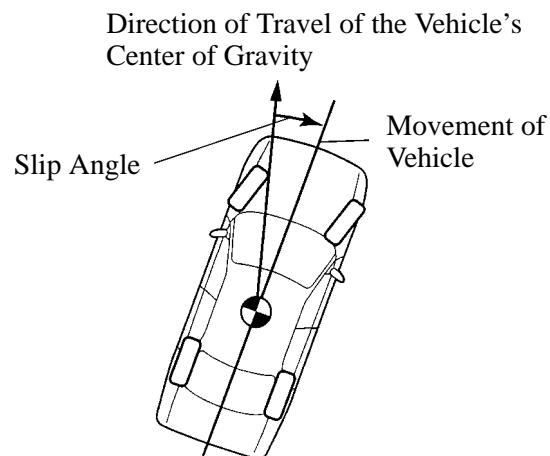 Direction of Travel of the Vehicle's
Center of Gravity
Movement of
Vehicle
Slip Angle